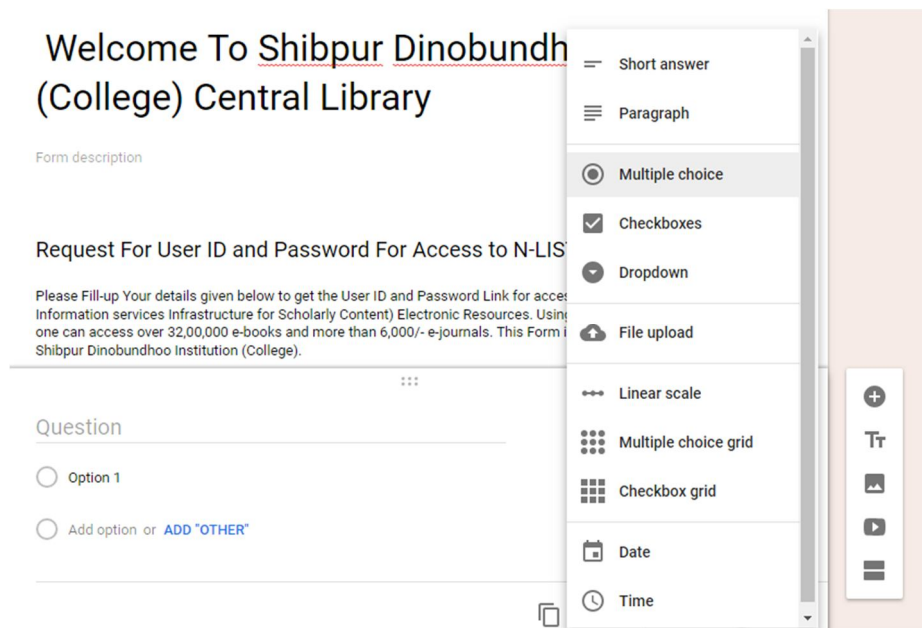 Welcome To Shibpur Dinobundh
(College) Central Library
Form description
Request For User ID and Password For Access to N-LIS
Please Fill-up Your details given below to get the User ID and Password Link for acce
Information services Infrastructure for Scholarly Content) Electronic Resources. Using
one can access over 32,00,000 e-books and more than 6,000/- e-journals. This Form i
Shibpur Dinobundhoo Institution (College).
Question
Option 1
Add option or ADD "OTHER"
Short answer
Paragraph
Multiple choice
Checkboxes
Dropdown
File upload
Linear scale
Multiple choice grid
Checkbox grid
Date
Time
Tт